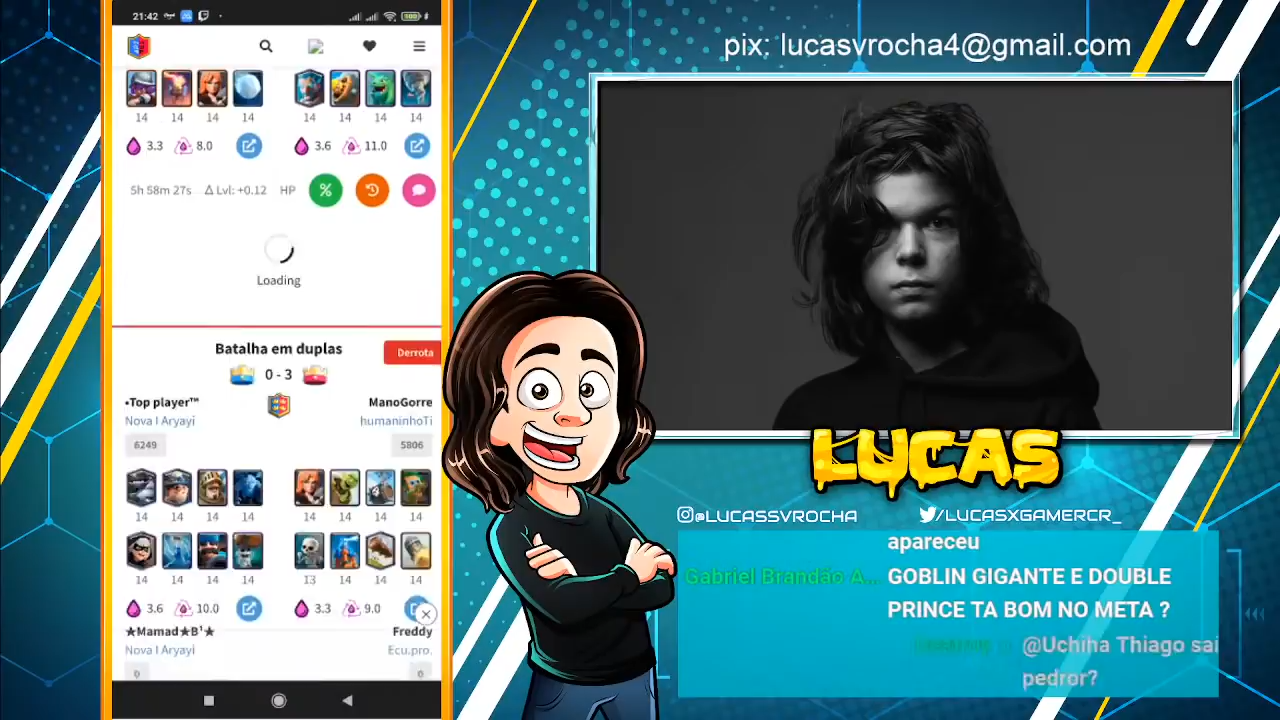 21:42
100
pix: lucasvrocha4@gmail.com
14 14 14 14 14 14 14 14
3.3 8.0 3.6 11.0
5h 58m 27s Δ Lvl: +0.12 HP %
Loading
Batalha em duplas
Derrota
0 - 3
•Top player™ ManoGorre
Nova I Aryayi humaninhoTi
6249 5806
14 14 14 14 14 14 14 14
14 14 14 14 13 14 14 14
3.6 10.0 3.3 9.0
★Mamad★B¹★ Freddy
Nova I Aryayi Ecu.pro.
0 0
LUCAS
@LUCASSVROCHA /LUCASXGAMERCR_
apareceu
Gabriel Brandão A... GOBLIN GIGANTE E DOUBLE
PRINCE TA BOM NO META ?
@Uchiha Thiago sai
pedror?